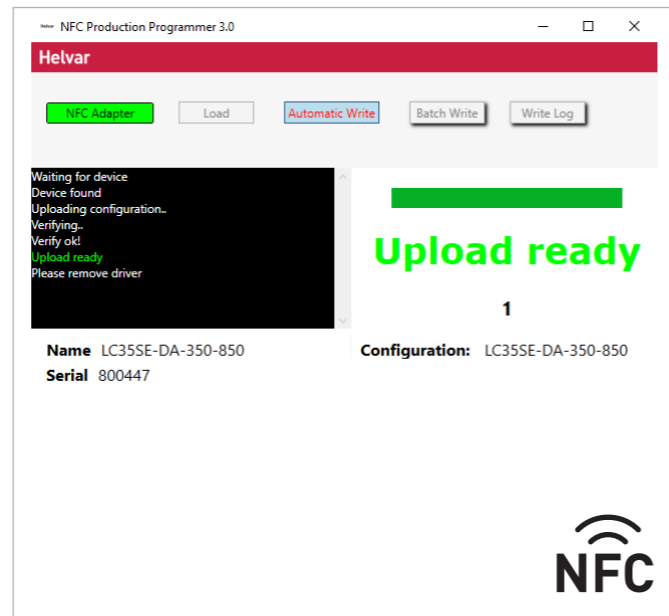 NFC Production Programmer 3.0
Helvar
NFC Adapter Load Automatic Write Batch Write Write Log
Waiting for device
Device found
Uploading configuration..
Verifying..
Verify ok!
Upload ready
Please remove driver
Upload ready
1
Name LC35SE-DA-350-850
Serial 800447
Configuration: LC35SE-DA-350-850
NFC